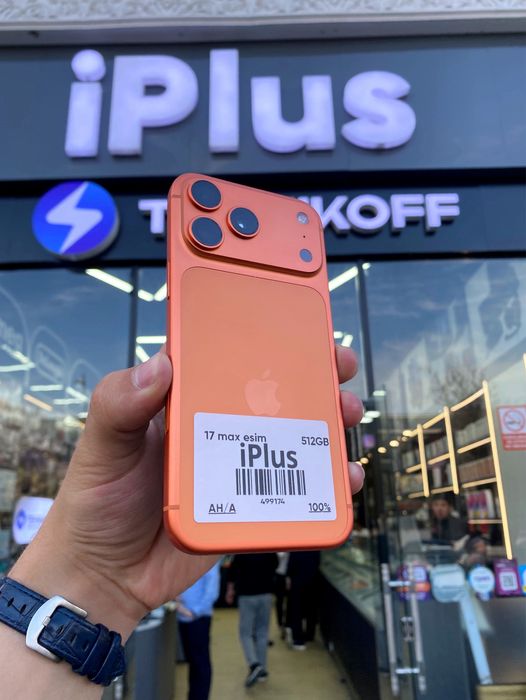 iPlus
T
KOFF
17 max esim
512GB
iPlus
499174
AH/A
100%